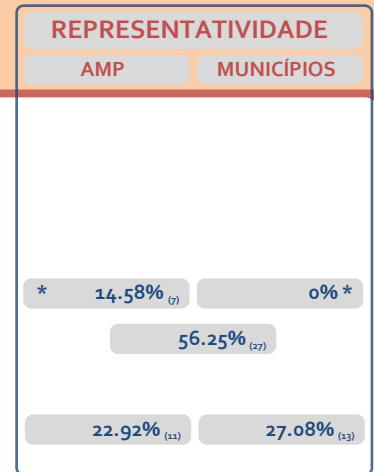 REPRESENTATIVIDADE
AMP MUNICÍPIOS
* 14.58% (7) 0% *
56.25% (27)
22.92% (11) 27.08% (13)